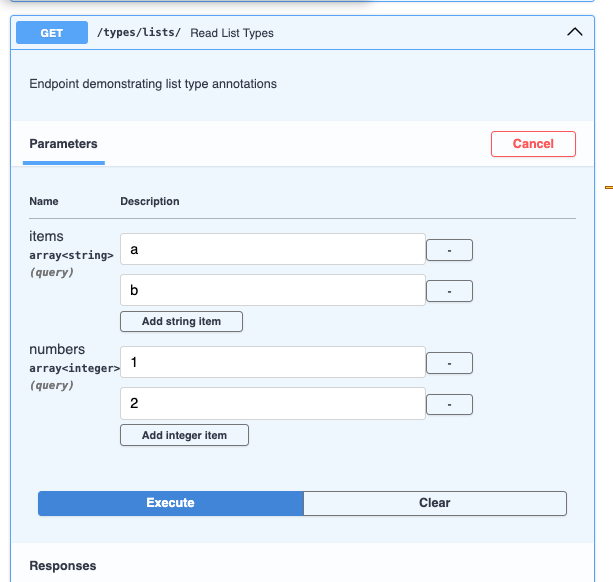 GET /types/lists/ Read List Types
Endpoint demonstrating list type annotations
Parameters Cancel
Name Description
items
array<string>
(query)
a -
b -
Add string item
numbers
array<integer>
(query)
1 -
2 -
Add integer item
Execute Clear
Responses